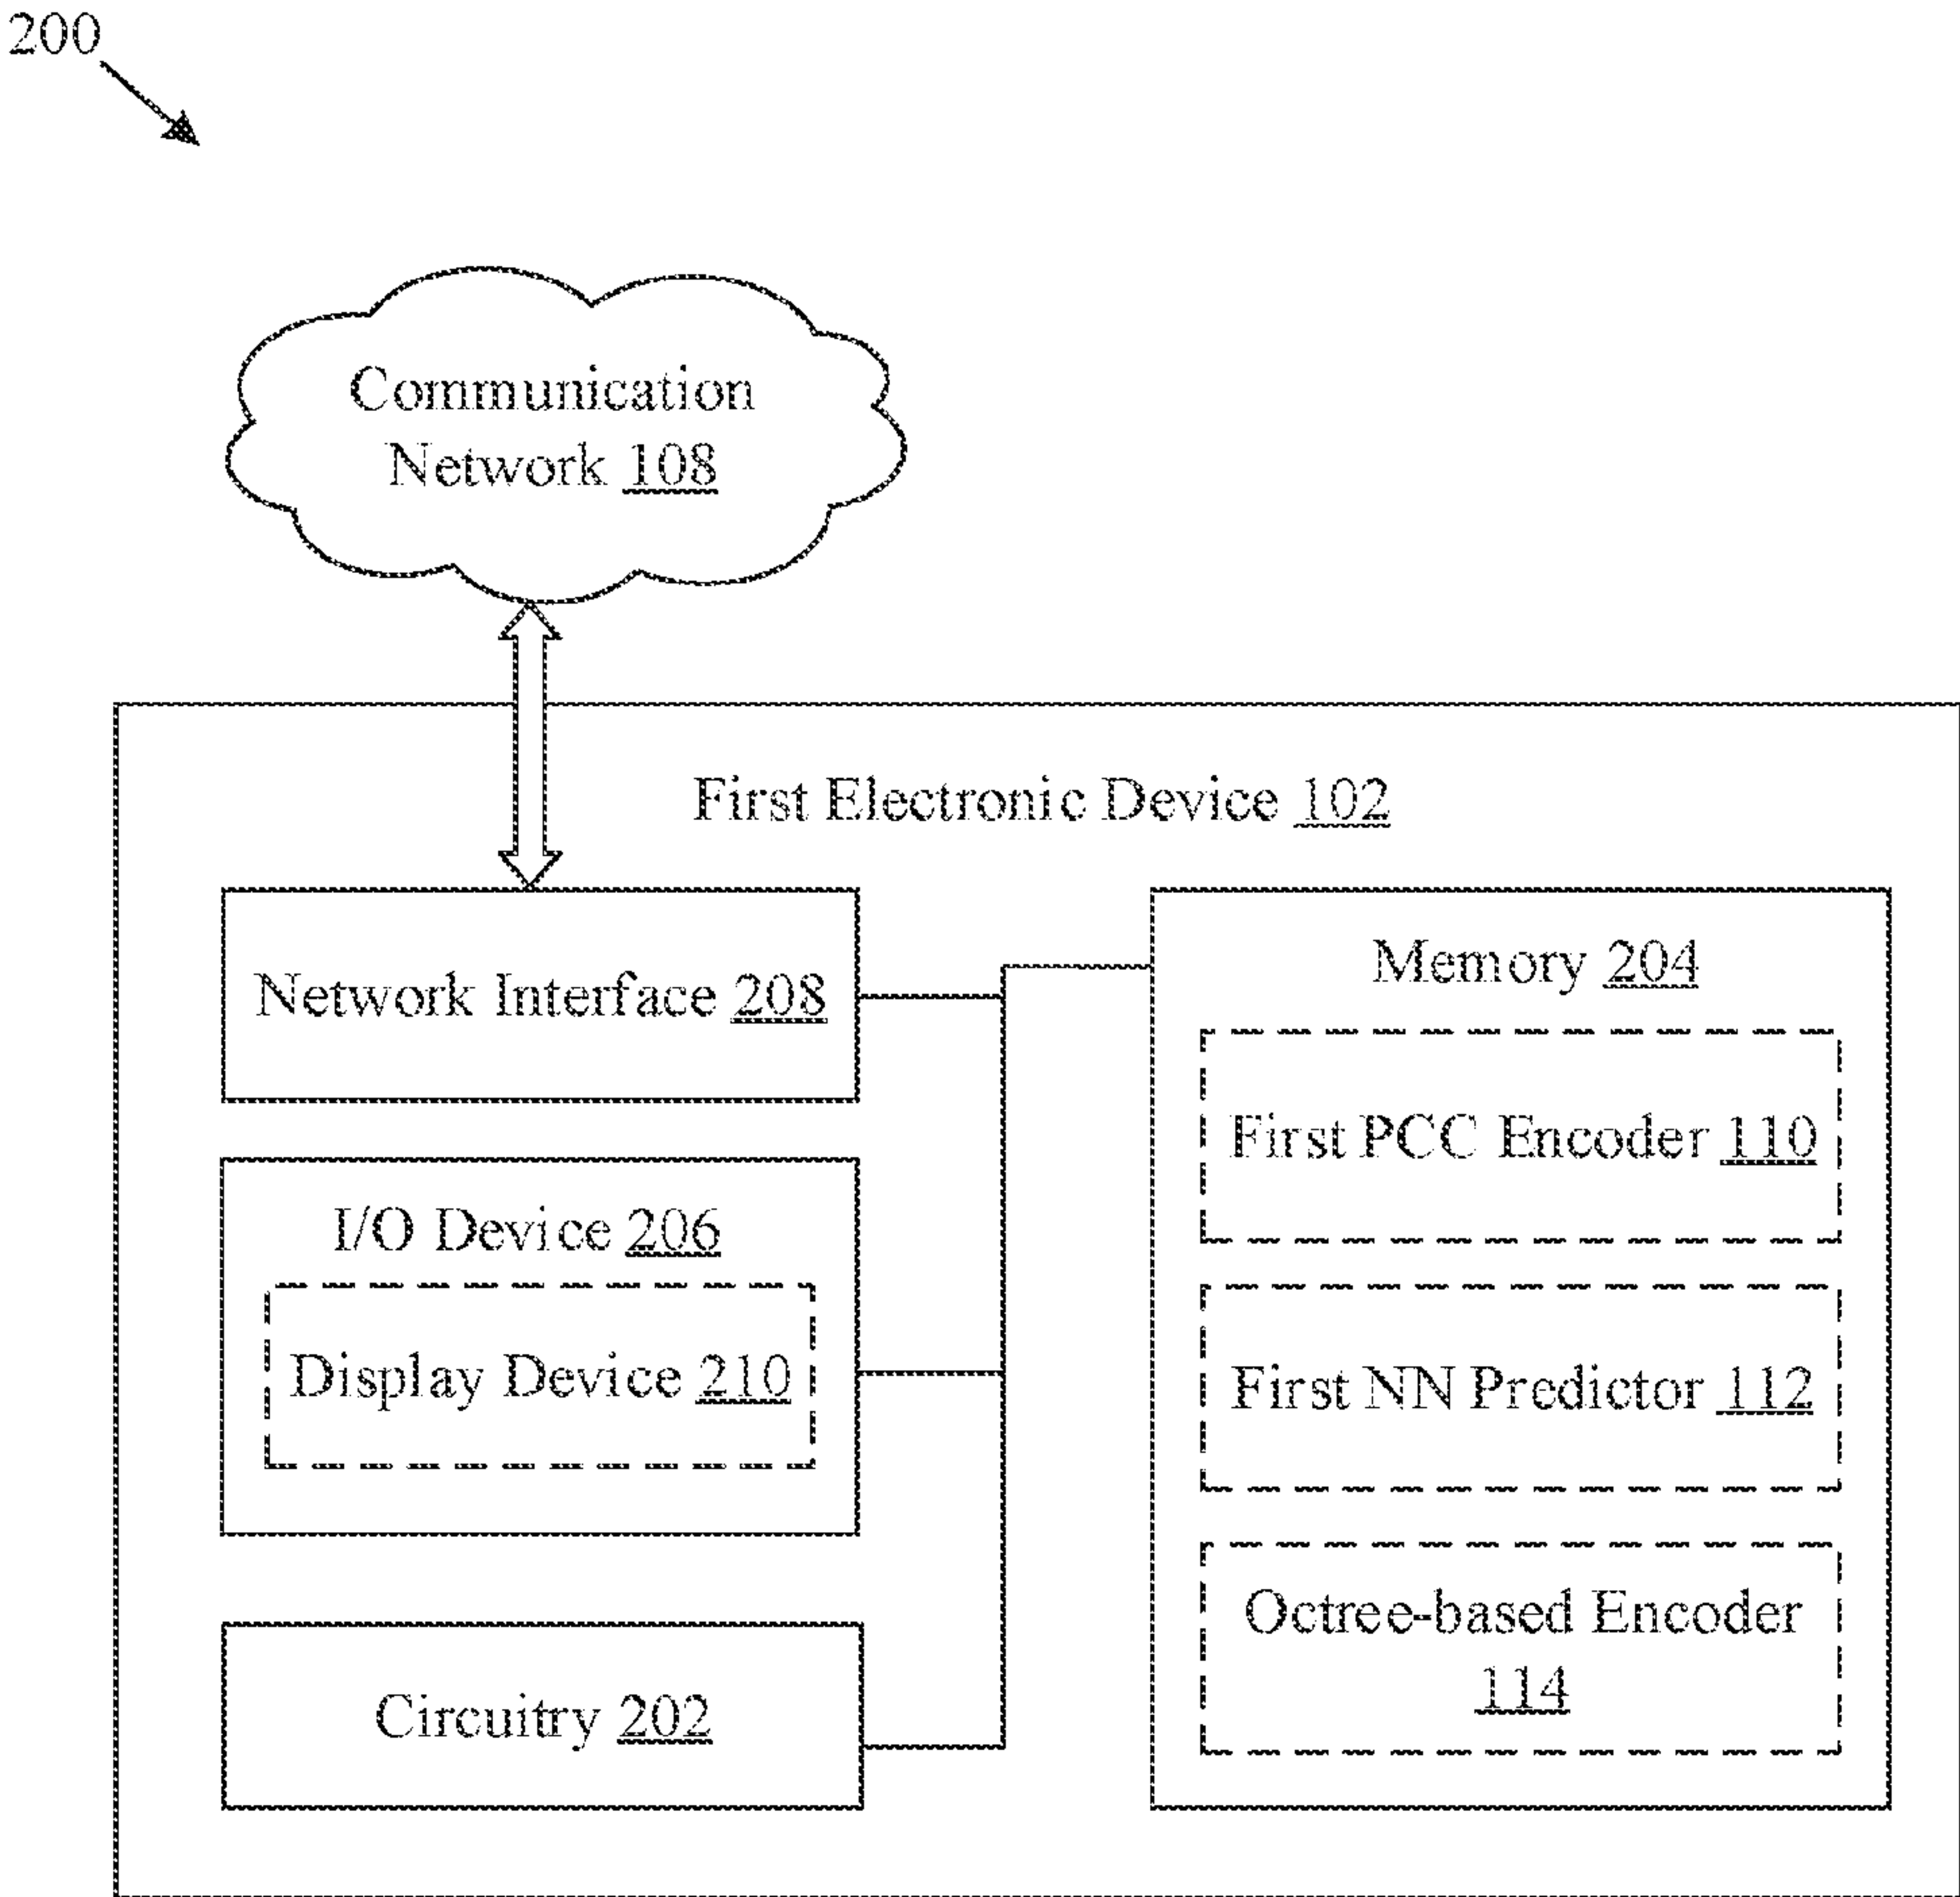 200
Communication
Network 108
First Electronic Device 102
Network Interface 208
I/O Device 206
Display Device 210
Circuitry 202
Memory 204
First PCC Encoder 110
First NN Predictor 112
Octree-based Encoder
114